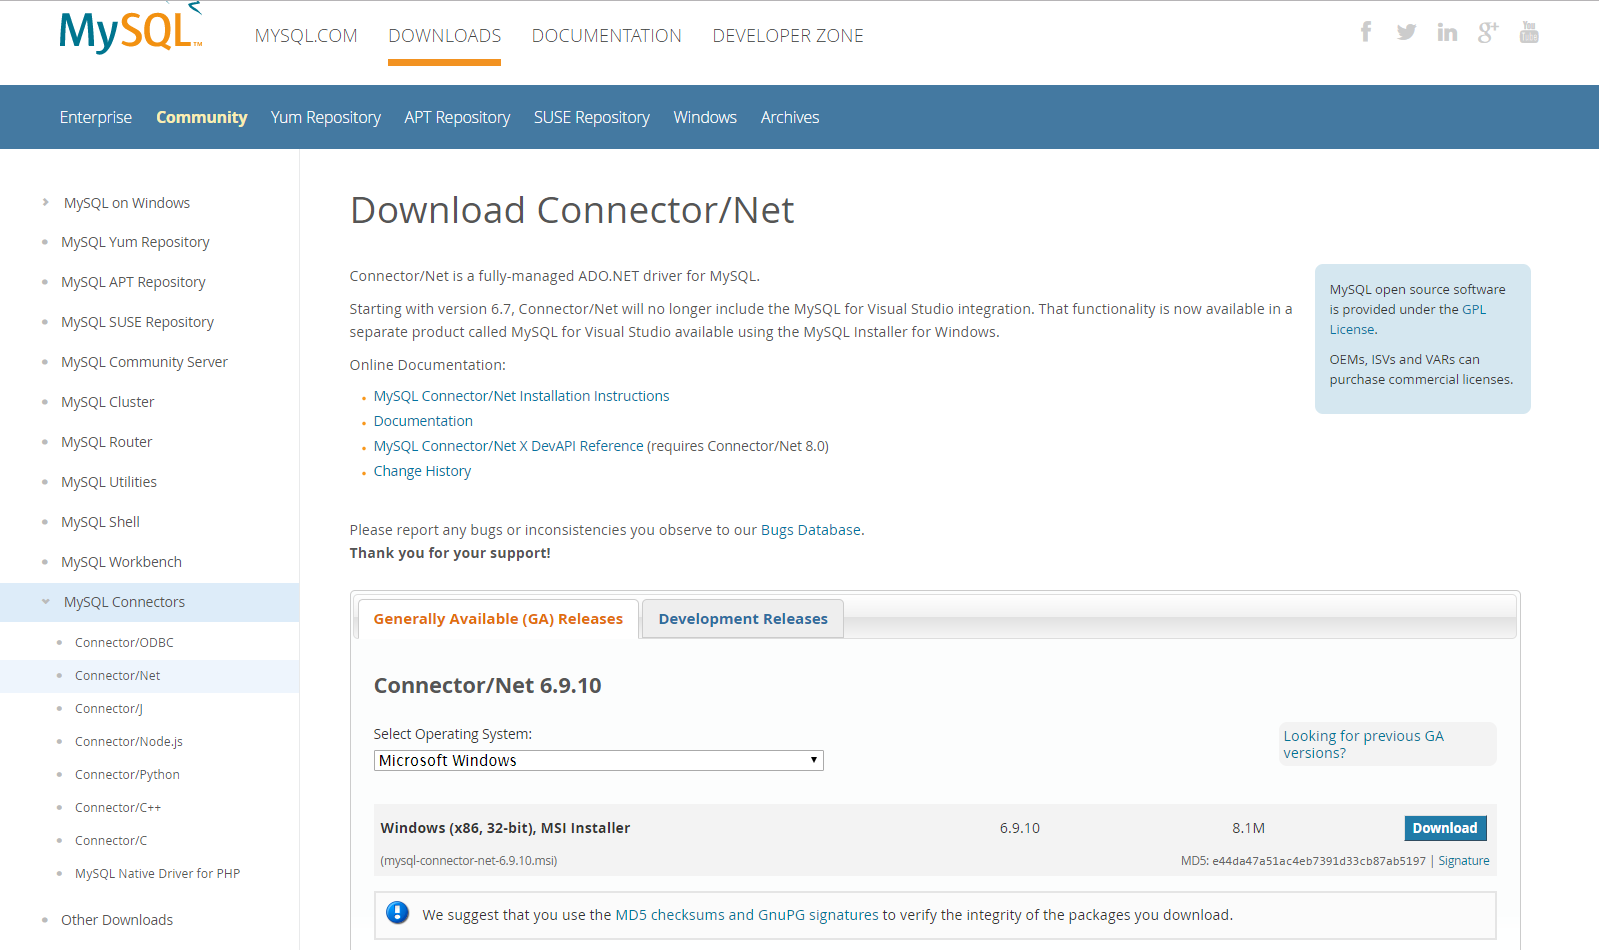 MySQL™
MYSQL.COM
DOWNLOADS
DOCUMENTATION
DEVELOPER ZONE
Enterprise
Community
Yum Repository
APT Repository
SUSE Repository
Windows
Archives
MySQL on Windows
MySQL Yum Repository
MySQL APT Repository
MySQL SUSE Repository
MySQL Community Server
MySQL Cluster
MySQL Router
MySQL Utilities
MySQL Shell
MySQL Workbench
MySQL Connectors
Connector/ODBC
Connector/Net
Connector/J
Connector/Node.js
Connector/Python
Connector/C++
Connector/C
MySQL Native Driver for PHP
Other Downloads
Download Connector/Net
Connector/Net is a fully-managed ADO.NET driver for MySQL.
Starting with version 6.7, Connector/Net will no longer include the MySQL for Visual Studio integration. That functionality is now available in a
separate product called MySQL for Visual Studio available using the MySQL Installer for Windows.
Online Documentation:
MySQL Connector/Net Installation Instructions
Documentation
MySQL Connector/Net X DevAPI Reference (requires Connector/Net 8.0)
Change History
Please report any bugs or inconsistencies you observe to our Bugs Database.
Thank you for your support!
MySQL open source software
is provided under the GPL
License.
OEMs, ISVs and VARs can
purchase commercial licenses.
Generally Available (GA) Releases
Development Releases
Connector/Net 6.9.10
Select Operating System:
Microsoft Windows
Looking for previous GA
versions?
Windows (x86, 32-bit), MSI Installer
6.9.10
8.1M
Download
(mysql-connector-net-6.9.10.msi)
MD5: e44da47a51ac4eb7391d33cb87ab5197 | Signature
We suggest that you use the MD5 checksums and GnuPG signatures to verify the integrity of the packages you download.